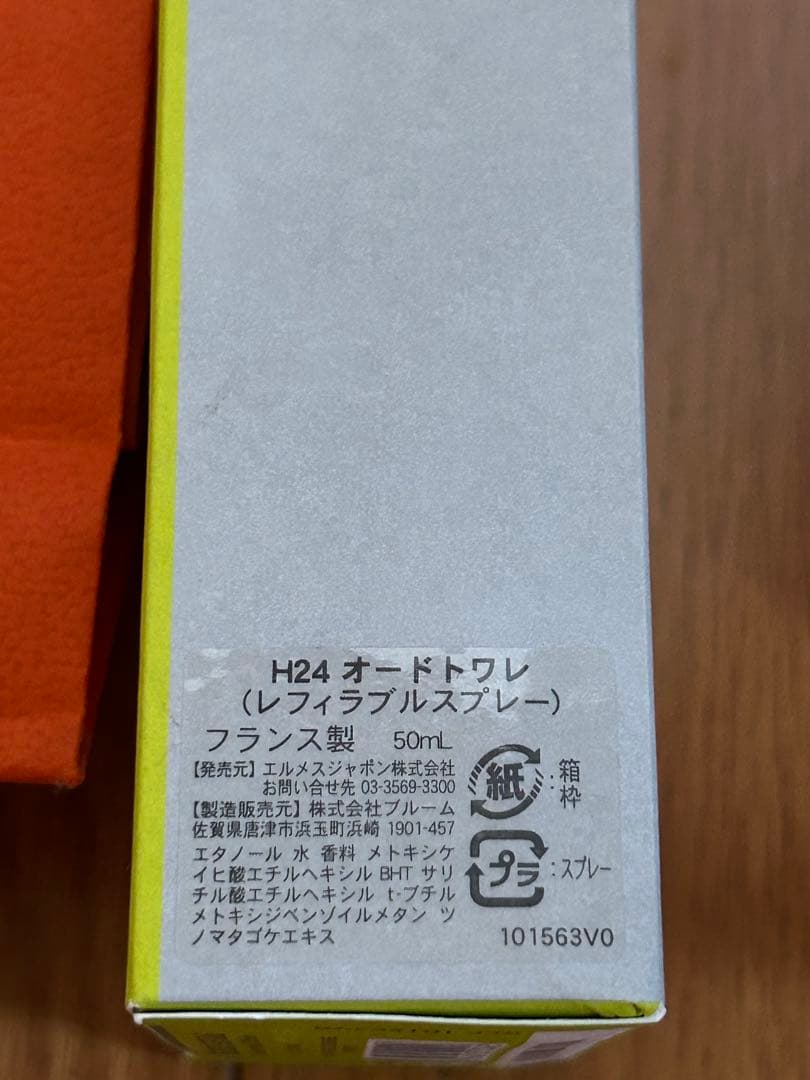 H24 オードトワレ
(レフィラブルスプレー)
フランス製 50mL
【発売元】エルメスジャポン株式会社
お問い合せ先 03-3569-3300
【製造販売元】株式会社ブルーム
佐賀県唐津市浜玉町浜崎 1901-457
エタノール 水 香料 メトキシケ
イヒ酸エチルヘキシル BHT サリ
チル酸エチルヘキシル t-ブチル
メトキシジベンゾイルメタン ツ
ノマタゴケエキス
紙:箱
枠
プラ:スプレー
101563V0